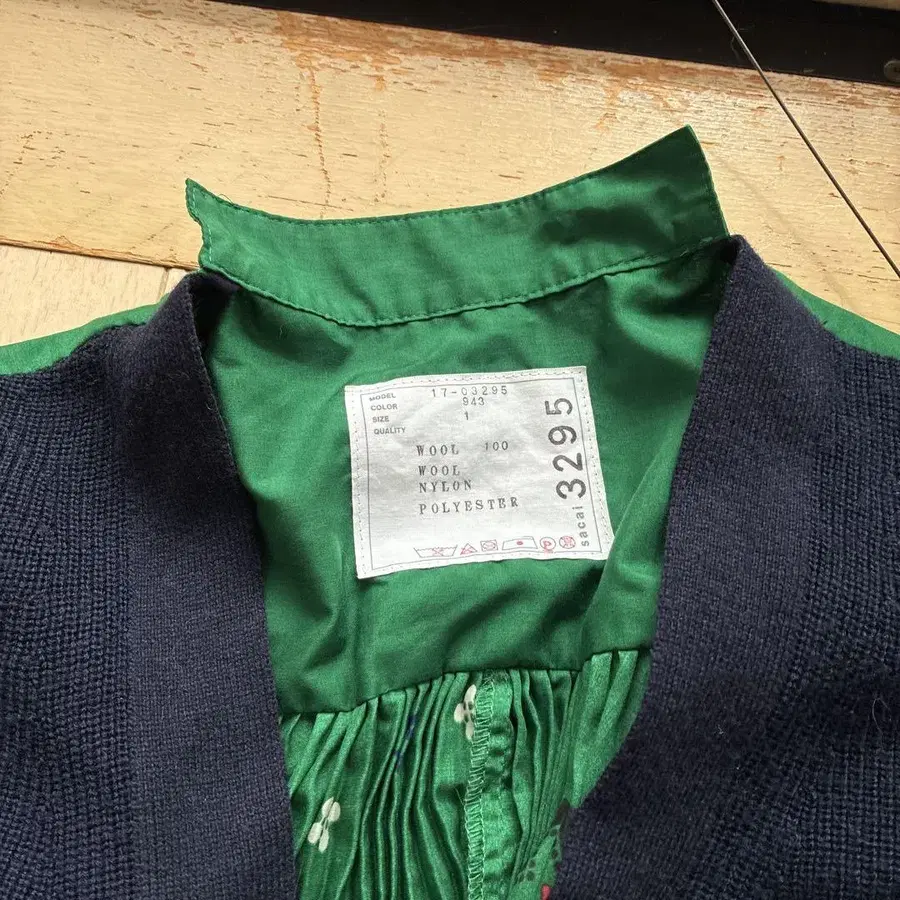 MODEL 17-03295
COLOR 943
SIZE 1
QUALITY
WOOL 100
WOOL
NYLON
POLYESTER
sacai 3295
P